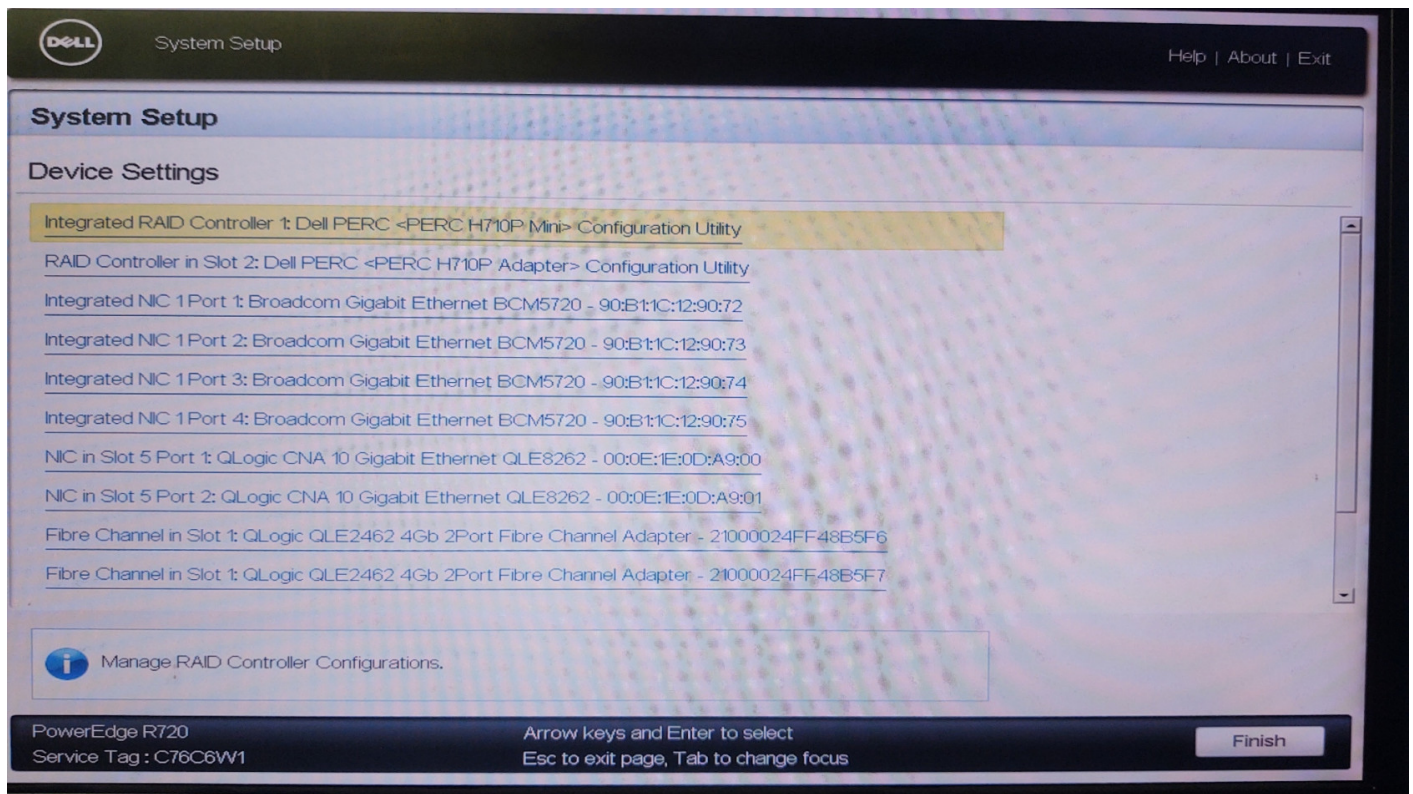 DELL
System Setup
Help | About | Exit
System Setup
Device Settings
Integrated RAID Controller 1: Dell PERC <PERC H710P Mini> Configuration Utility
RAID Controller in Slot 2: Dell PERC <PERC H710P Adapter> Configuration Utility
Integrated NIC 1 Port 1: Broadcom Gigabit Ethernet BCM5720 - 90:B1:1C:12:90:72
Integrated NIC 1 Port 2: Broadcom Gigabit Ethernet BCM5720 - 90:B1:1C:12:90:73
Integrated NIC 1 Port 3: Broadcom Gigabit Ethernet BCM5720 - 90:B1:1C:12:90:74
Integrated NIC 1 Port 4: Broadcom Gigabit Ethernet BCM5720 - 90:B1:1C:12:90:75
NIC in Slot 5 Port 1: QLogic CNA 10 Gigabit Ethernet QLE8262 - 00:0E:1E:0D:A9:00
NIC in Slot 5 Port 2: QLogic CNA 10 Gigabit Ethernet QLE8262 - 00:0E:1E:0D:A9:01
Fibre Channel in Slot 1: QLogic QLE2462 4Gb 2Port Fibre Channel Adapter - 21000024FF48B5F6
Fibre Channel in Slot 1: QLogic QLE2462 4Gb 2Port Fibre Channel Adapter - 21000024FF48B5F7
Manage RAID Controller Configurations.
PowerEdge R720
Service Tag : C76C6W1
Arrow keys and Enter to select
Esc to exit page, Tab to change focus
Finish